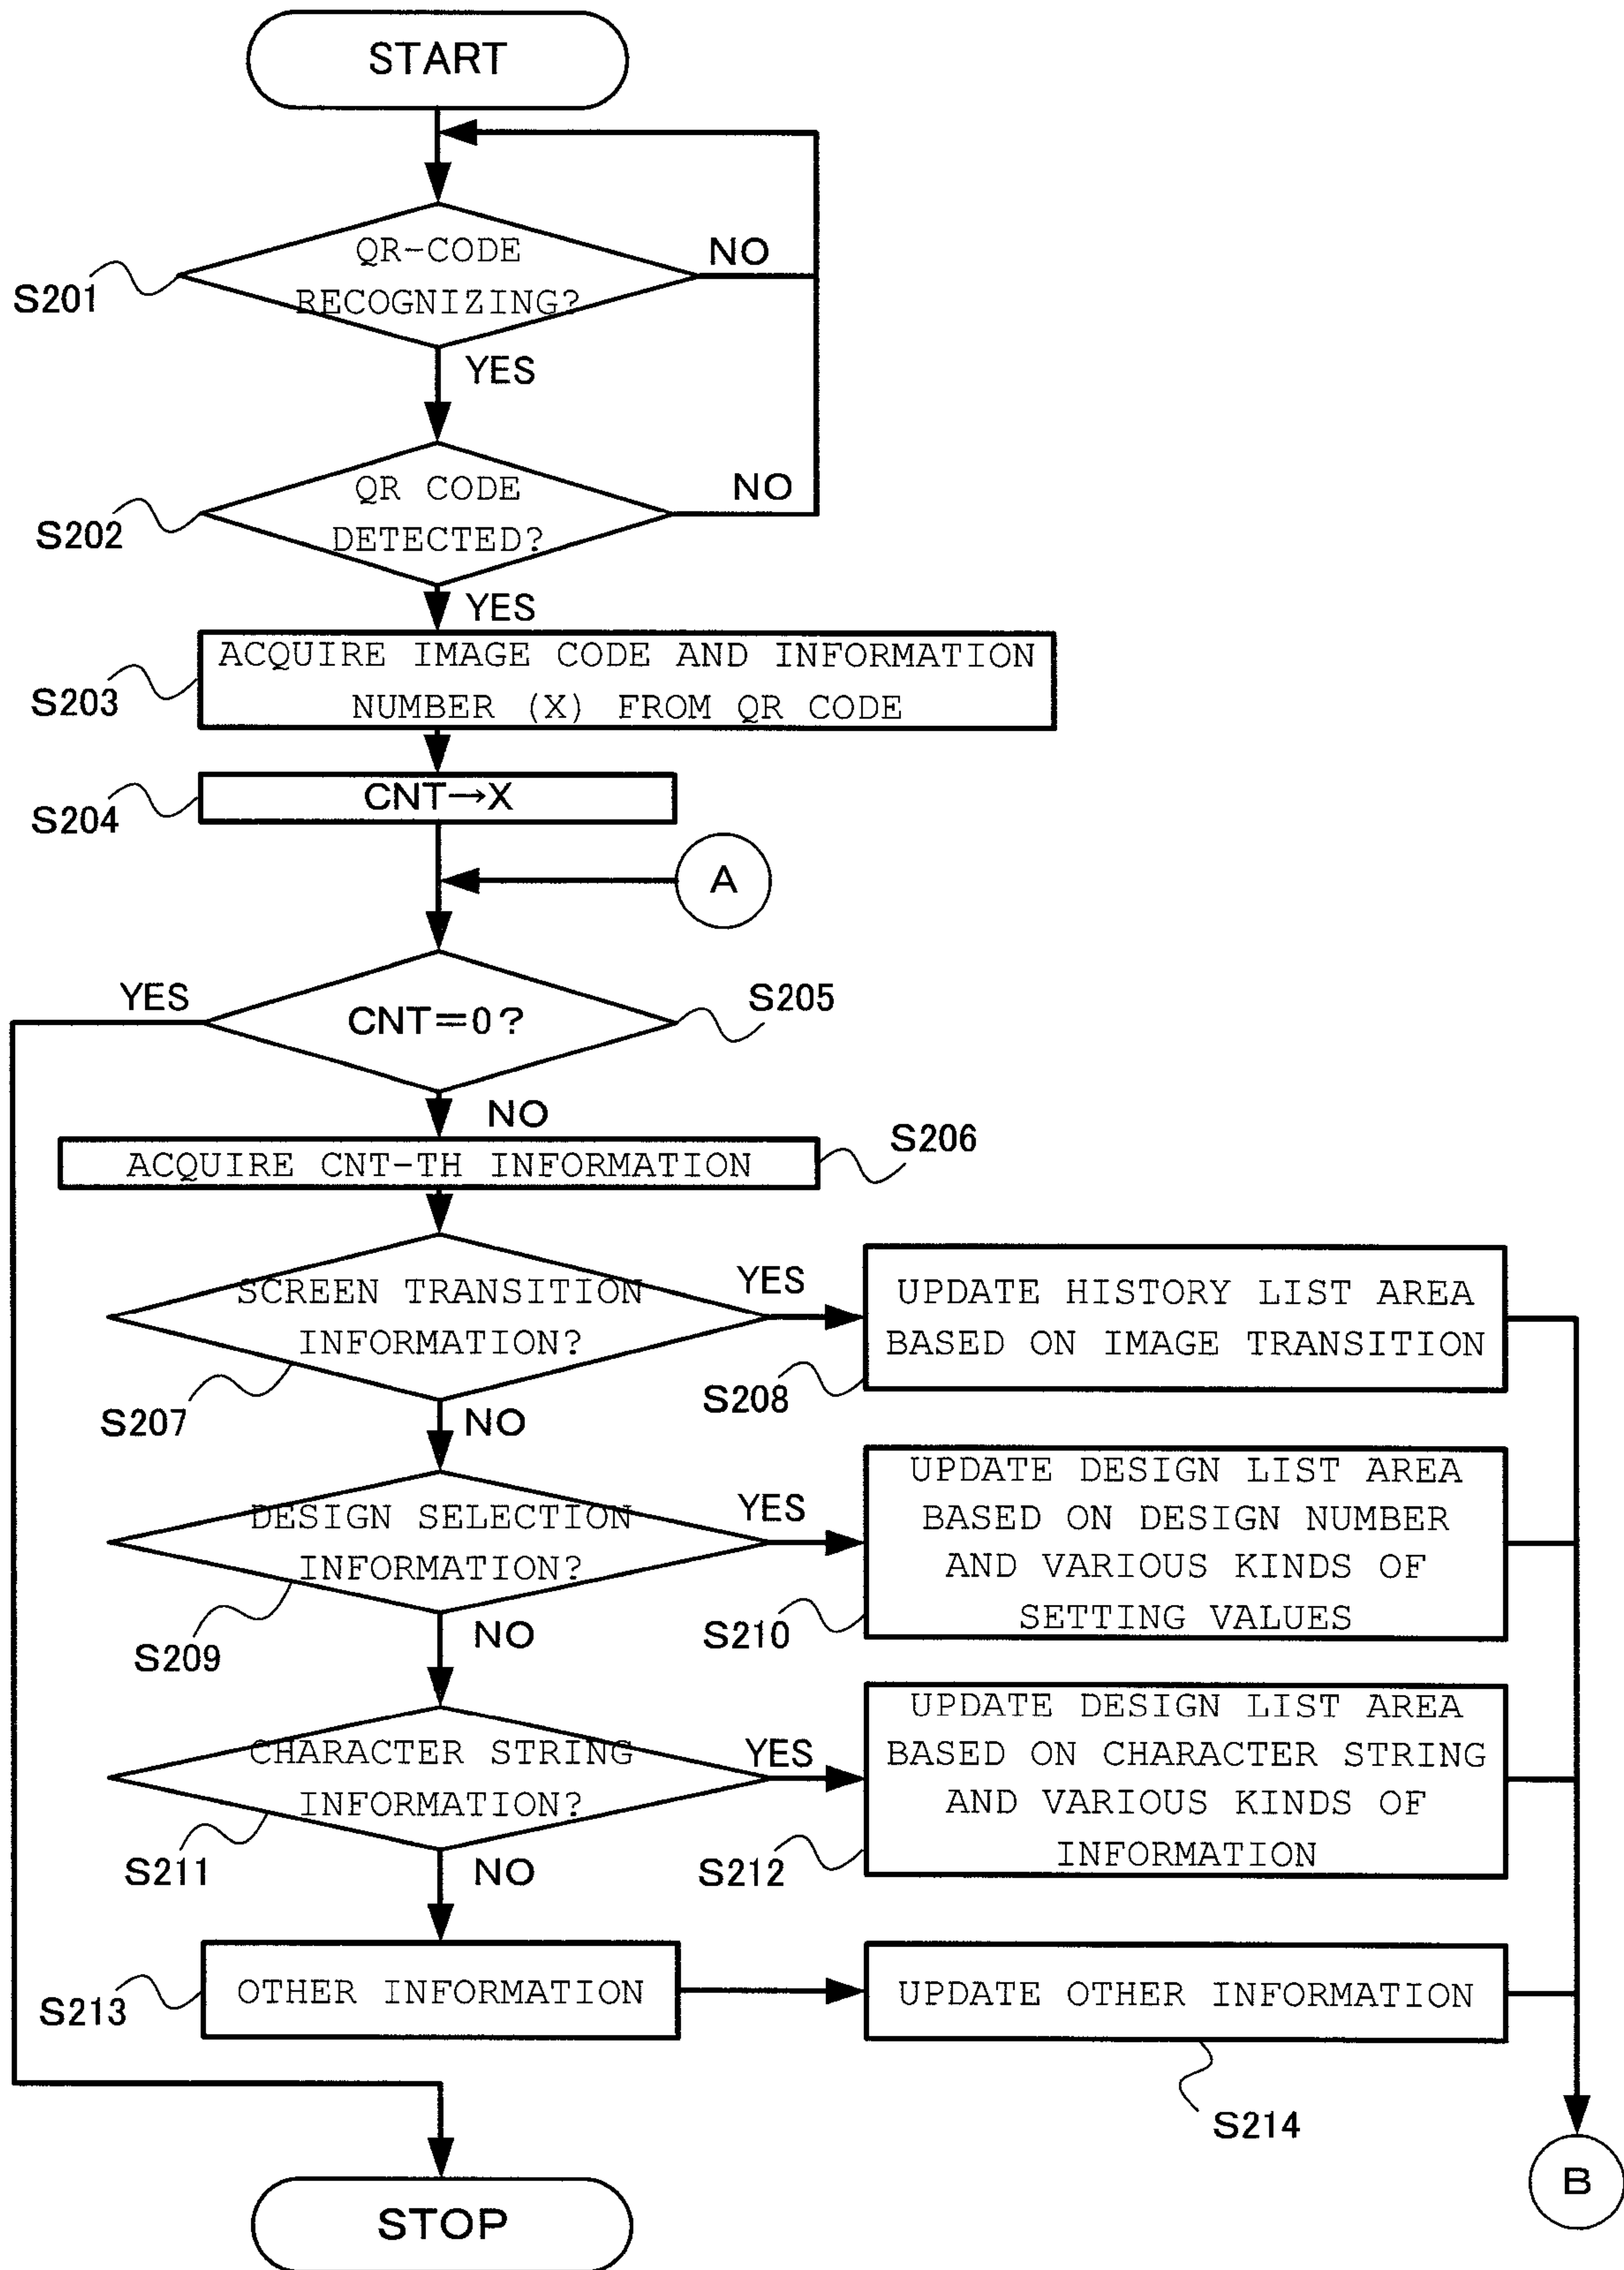 START
QR-CODE
RECOGNIZING?
NO
S201
YES
QR CODE
DETECTED?
NO
S202
YES
ACQUIRE IMAGE CODE AND INFORMATION
NUMBER (X) FROM QR CODE
S203
CNT→X
S204
A
YES
CNT=0?
S205
NO
S206
ACQUIRE CNT-TH INFORMATION
SCREEN TRANSITION
INFORMATION?
YES
S207
UPDATE HISTORY LIST AREA
BASED ON IMAGE TRANSITION
S208
NO
DESIGN SELECTION
INFORMATION?
YES
S209
UPDATE DESIGN LIST AREA
BASED ON DESIGN NUMBER
AND VARIOUS KINDS OF
SETTING VALUES
S210
NO
CHARACTER STRING
INFORMATION?
YES
S211
UPDATE DESIGN LIST AREA
BASED ON CHARACTER STRING
AND VARIOUS KINDS OF
INFORMATION
S212
NO
OTHER INFORMATION
S213
UPDATE OTHER INFORMATION
S214
B
STOP